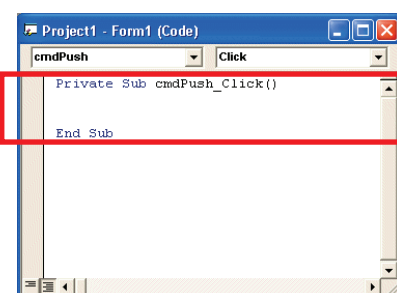 Project1 - Form1 (Code)
cmdPush Click
Private Sub cmdPush_Click()
End Sub